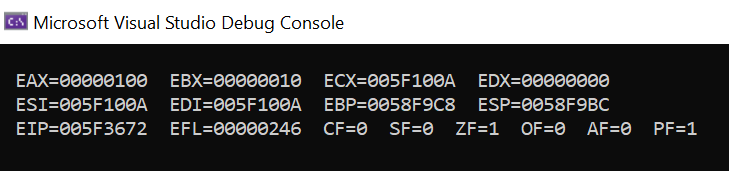 C:\ Microsoft Visual Studio Debug Console
EAX=00000100  EBX=00000010  ECX=005F100A  EDX=00000000
ESI=005F100A  EDI=005F100A  EBP=0058F9C8  ESP=0058F9BC
EIP=005F3672  EFL=00000246  CF=0  SF=0  ZF=1  OF=0  AF=0  PF=1